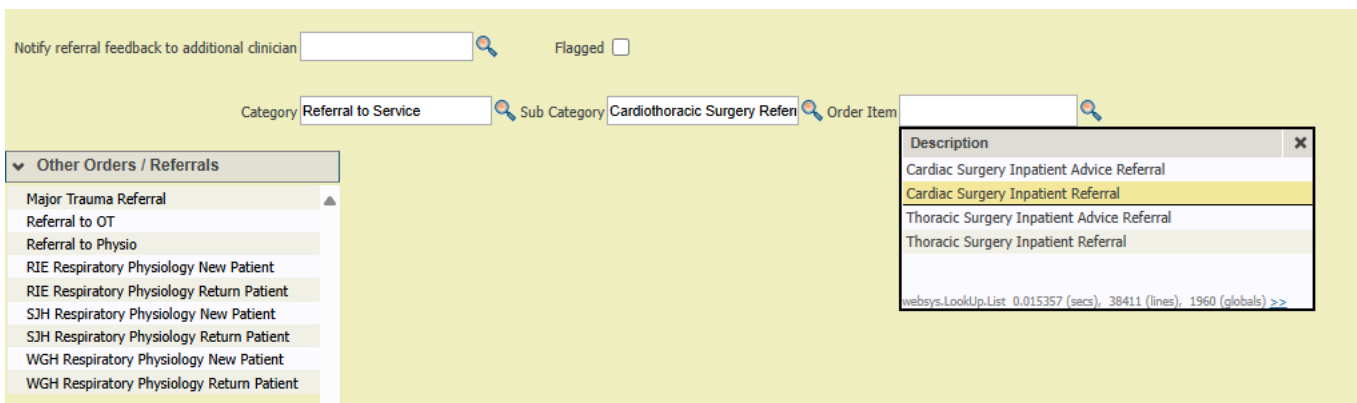 Notify referral feedback to additional clinician Flagged
Category Referral to Service Sub Category Cardiothoracic Surgery Referr Order Item
Description
Cardiac Surgery Inpatient Advice Referral
Cardiac Surgery Inpatient Referral
Thoracic Surgery Inpatient Advice Referral
Thoracic Surgery Inpatient Referral
websys.LookUp.List 0.015357 (secs), 38411 (lines), 1960 (globals) >>
Other Orders / Referrals
Major Trauma Referral
Referral to OT
Referral to Physio
RIE Respiratory Physiology New Patient
RIE Respiratory Physiology Return Patient
SJH Respiratory Physiology New Patient
SJH Respiratory Physiology Return Patient
WGH Respiratory Physiology New Patient
WGH Respiratory Physiology Return Patient